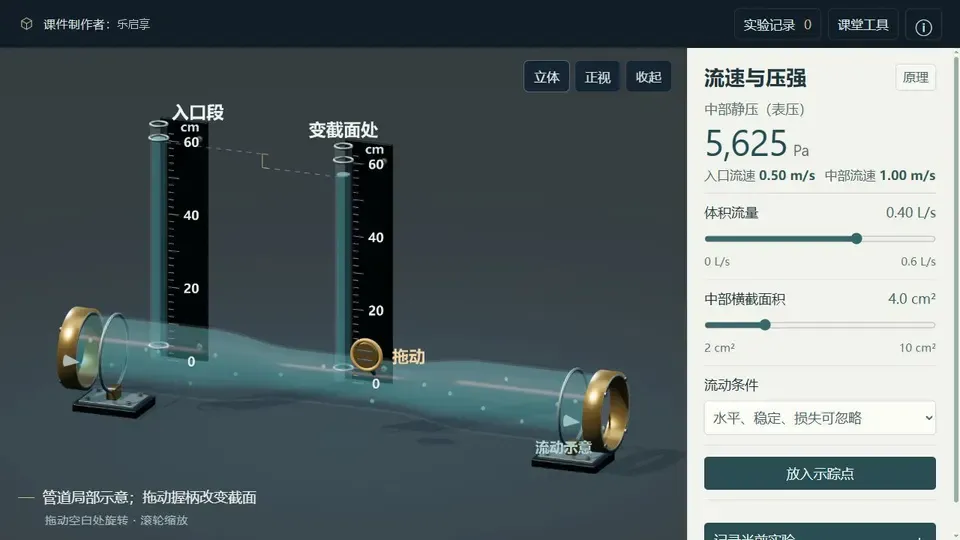 课件制作者：乐启享
实验记录 0
课堂工具
立体
正视
收起
入口段
cm
60
40
20
0
变截面处
cm
60
40
20
0
拖动
流动示意
管道局部示意；拖动握柄改变截面
拖动空白处旋转 · 滚轮缩放
流速与压强
原理
中部静压（表压）
5,625 Pa
入口流速 0.50 m/s 中部流速 1.00 m/s
体积流量 0.40 L/s
0 L/s 0.6 L/s
中部横截面积 4.0 cm²
2 cm² 10 cm²
流动条件
水平、稳定、损失可忽略
放入示踪点
记录当前实验